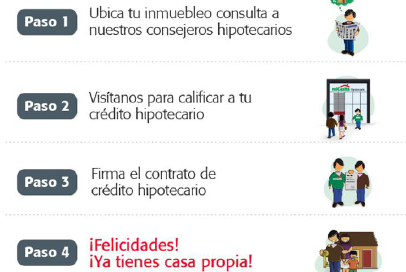 Paso 1
Ubica tu inmuebleo consulta a
nuestros consejeros hipotecarios
Paso 2
Visítanos para calificar a tu
crédito hipotecario
Paso 3
Firma el contrato de
crédito hipotecario
Paso 4
¡Felicidades!
¡Ya tienes casa propia!